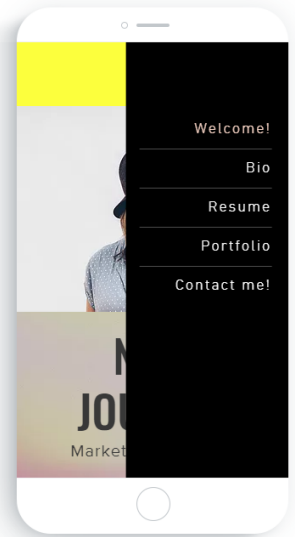 Welcome!
Bio
Resume
Portfolio
Contact me!
N
JOU
Market